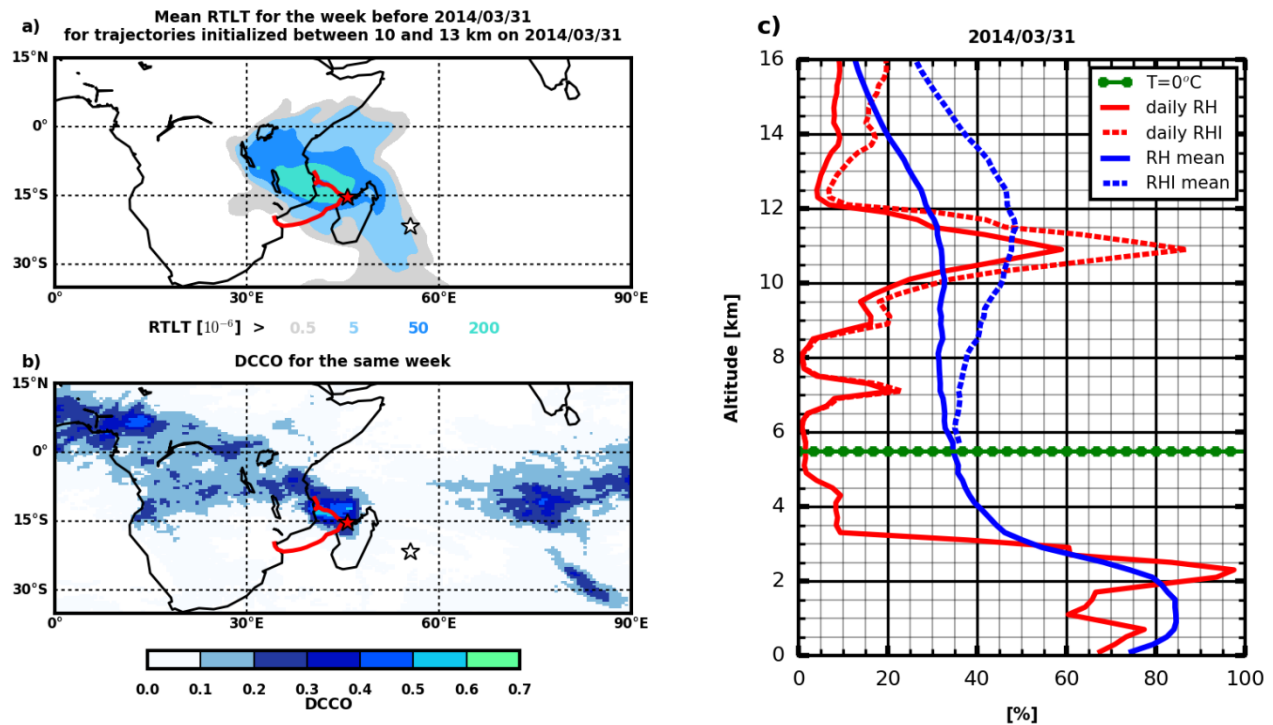 a)
Mean RTLT for the week before 2014/03/31
for trajectories initialized between 10 and 13 km on 2014/03/31
15°N
0°
15°S
30°S
0° 30°E 60°E 90°E
RTLT [10⁻⁶] > 0.5 5 50 200
b)
DCCO for the same week
15°N
0°
15°S
30°S
0° 30°E 60°E 90°E
0.0 0.1 0.2 0.3 0.4 0.5 0.6 0.7
DCCO
c)
2014/03/31
T=0°C
daily RH
daily RHI
RH mean
RHI mean
Altitude [km]
16
14
12
10
8
6
4
2
0
0 20 40 60 80 100
[%]